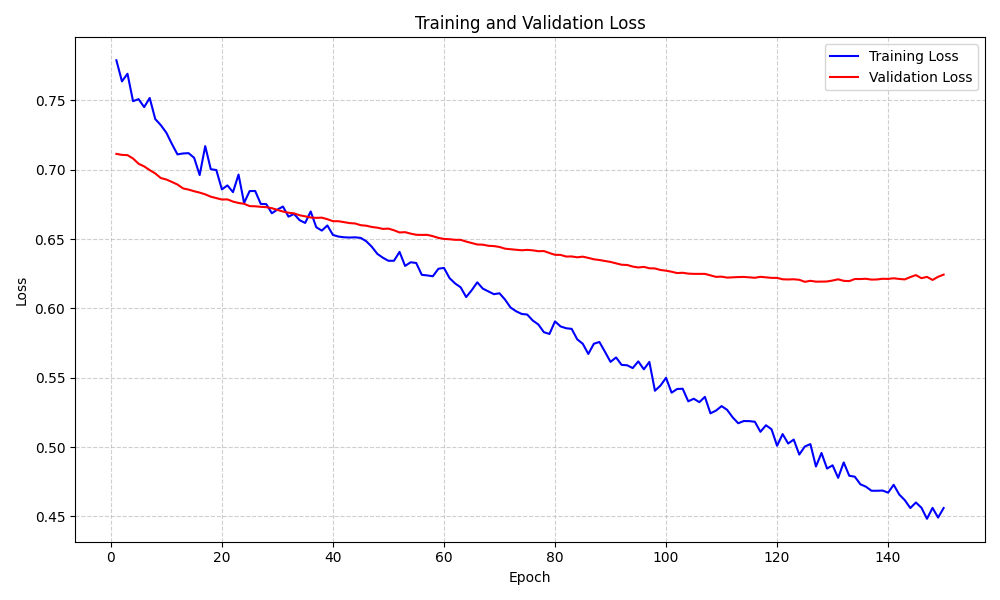 Training and Validation Loss
Training Loss
Validation Loss
Loss
0.75
0.70
0.65
0.60
0.55
0.50
0.45
0 20 40 60 80 100 120 140
Epoch